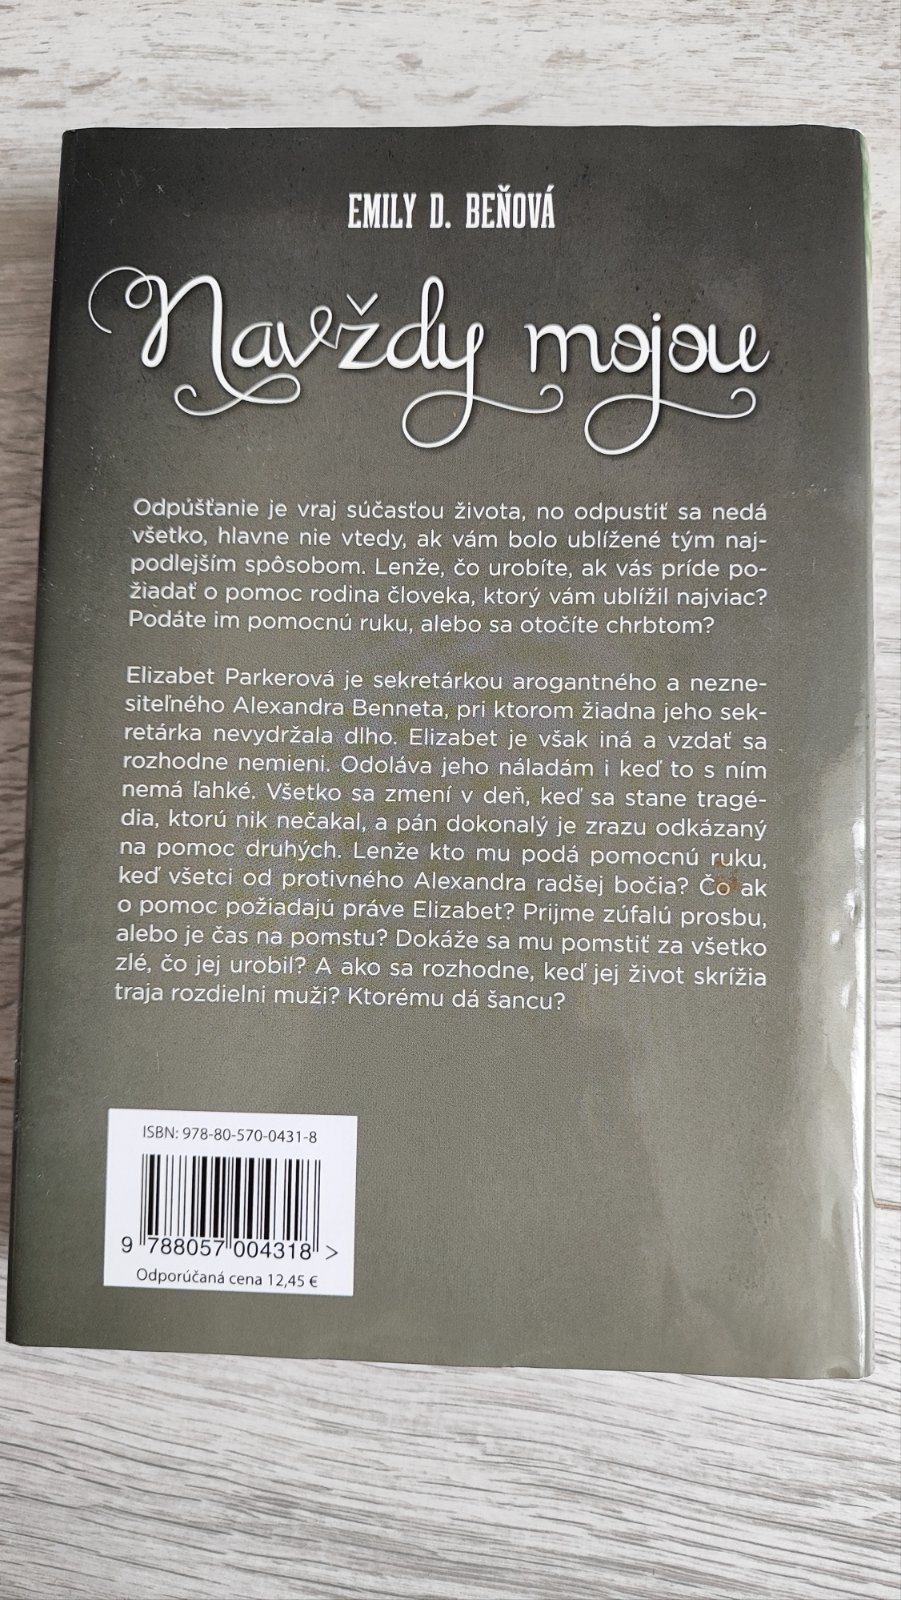 EMILY D. BEŇOVÁ
Navždy mojou
Odpúšťanie je vraj súčasťou života, no odpustiť sa nedá
všetko, hlavne nie vtedy, ak vám bolo ublížené tým naj-
podlejším spôsobom. Lenže, čo urobíte, ak vás príde po-
žiadať o pomoc rodina človeka, ktorý vám ublížil najviac?
Podáte im pomocnú ruku, alebo sa otočíte chrbtom?
Elizabet Parkerová je sekretárkou arogantného a nezne-
siteľného Alexandra Benneta, pri ktorom žiadna jeho sek-
retárka nevydržala dlho. Elizabet je však iná a vzdať sa
rozhodne nemieni. Odoláva jeho náladám i keď to s ním
nemá ľahké. Všetko sa zmení v deň, keď sa stane tragé-
dia, ktorú nik nečakal, a pán dokonalý je zrazu odkázaný
na pomoc druhých. Lenže kto mu podá pomocnú ruku,
keď všetci od protivného Alexandra radšej bočia? Čo ak
o pomoc požiadajú práve Elizabet? Prijme zúfalú prosbu,
alebo je čas na pomstu? Dokáže sa mu pomstiť za všetko
zlé, čo jej urobil? A ako sa rozhodne, keď jej život skrížia
traja rozdielni muži? Ktorému dá šancu?
ISBN: 978-80-570-0431-8
9 788057 004318 >
Odporúčaná cena 12,45 €